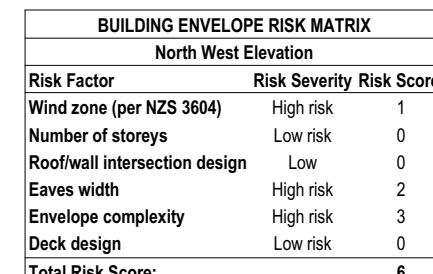 BUILDING ENVELOPE RISK MATRIX
North West Elevation
Risk Factor Risk Severity Risk Score
Wind zone (per NZS 3604) High risk 1
Number of storeys Low risk 0
Roof/wall intersection design Low 0
Eaves width High risk 2
Envelope complexity High risk 3
Deck design Low risk 0
Total Risk Score: 6